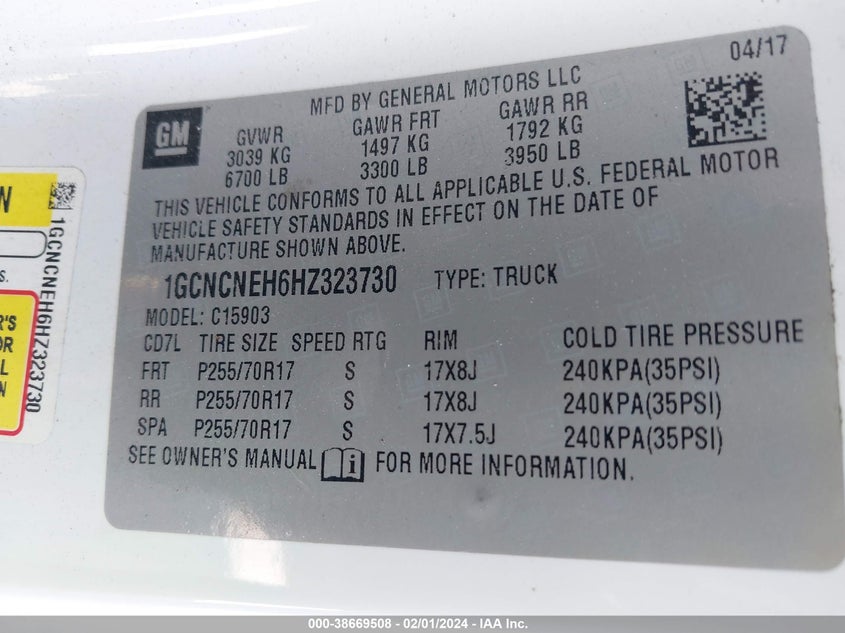 04/17
MFD BY GENERAL MOTORS LLC
GM
GVWR GAWR FRT GAWR RR
3039 KG 1497 KG 1792 KG
6700 LB 3300 LB 3950 LB
THIS VEHICLE CONFORMS TO ALL APPLICABLE U.S. FEDERAL MOTOR
VEHICLE SAFETY STANDARDS IN EFFECT ON THE DATE OF
MANUFACTURE SHOWN ABOVE.
1GCNCNEH6HZ323730 TYPE: TRUCK
MODEL: C15903
CD7L TIRE SIZE SPEED RTG RIM COLD TIRE PRESSURE
FRT P255/70R17 S 17X8J 240KPA(35PSI)
RR P255/70R17 S 17X8J 240KPA(35PSI)
SPA P255/70R17 S 17X7.5J 240KPA(35PSI)
SEE OWNER'S MANUAL FOR MORE INFORMATION.
1GCNCNEH6HZ323730
000-38669508 - 02/01/2024 - IAA Inc.